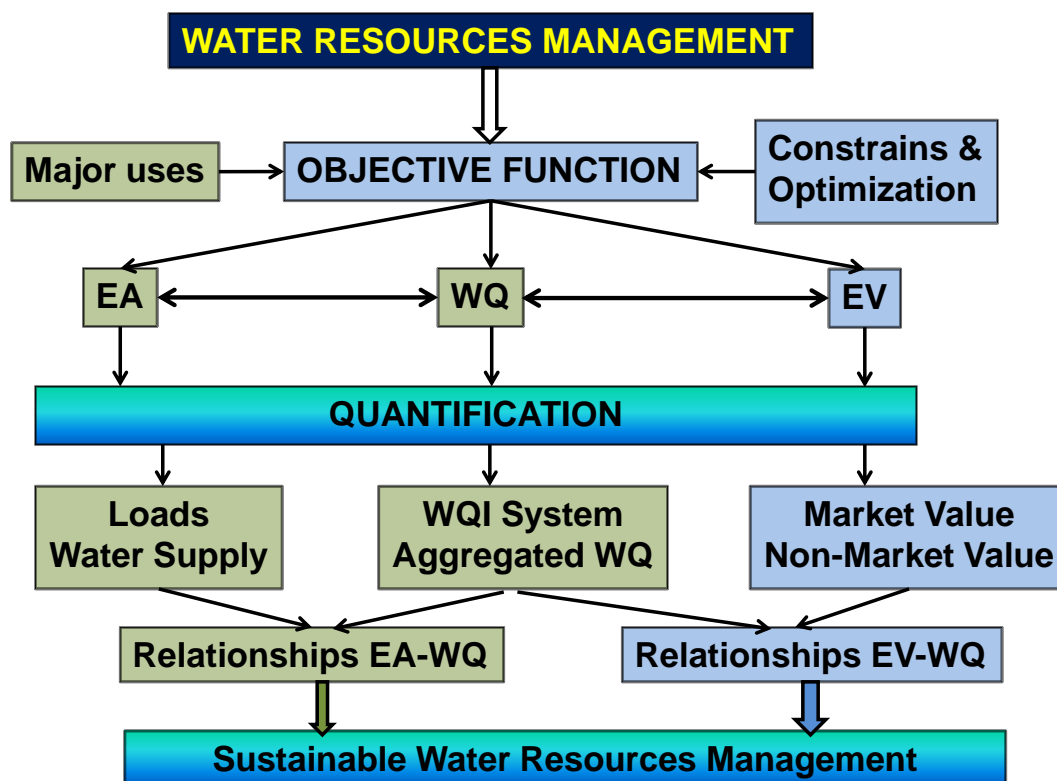 WATER RESOURCES MANAGEMENT
Major uses
OBJECTIVE FUNCTION
Constrains &
Optimization
EA
WQ
EV
QUANTIFICATION
Loads
Water Supply
WQI System
Aggregated WQ
Market Value
Non-Market Value
Relationships EA-WQ
Relationships EV-WQ
Sustainable Water Resources Management